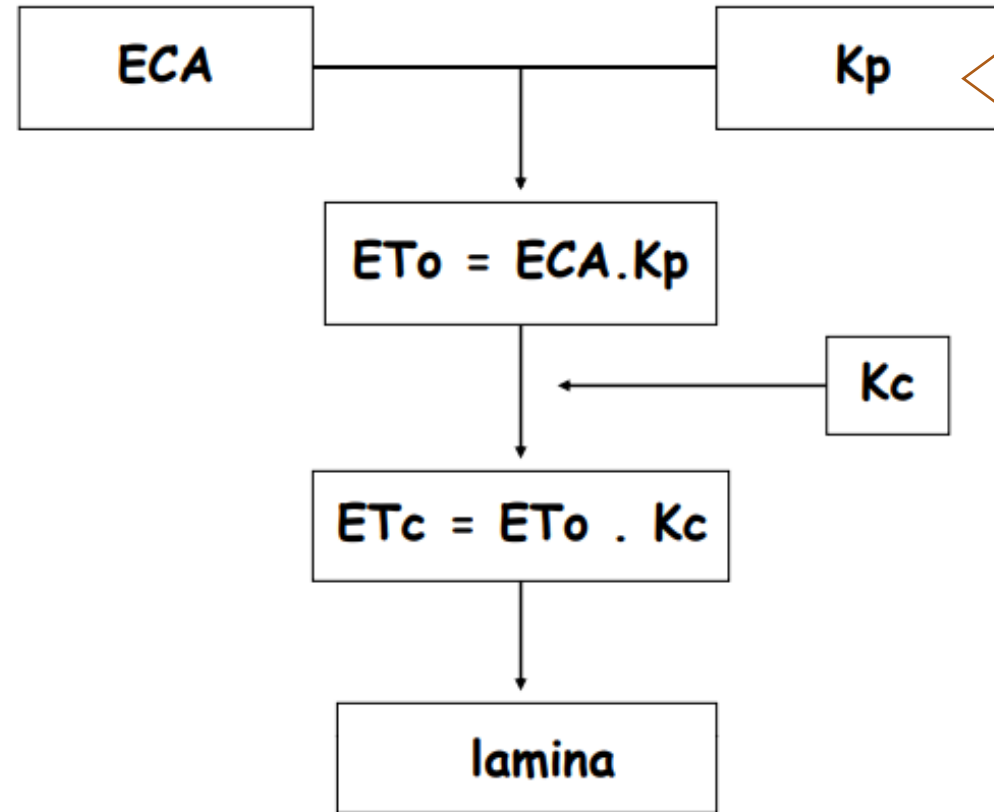 ECA
Kp
ETo = ECA.Kp
Kc
ETc = ETo . Kc
lamina